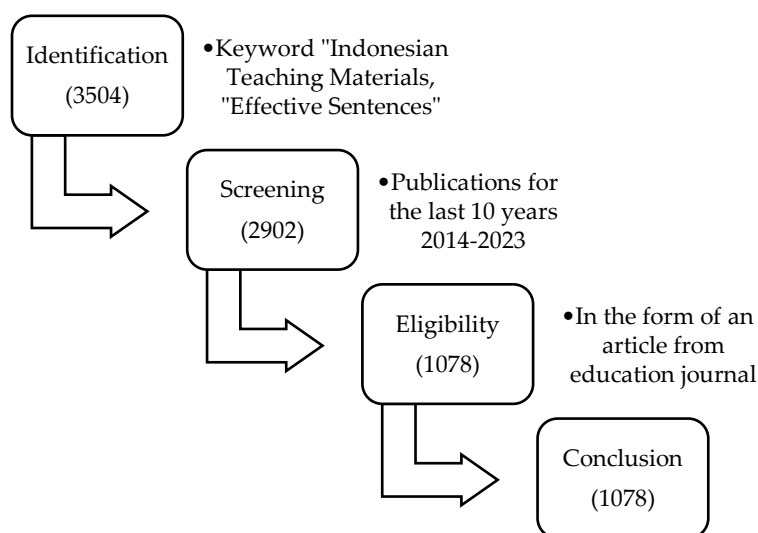 Identification
(3504)
•Keyword "Indonesian
Teaching Materials,
"Effective Sentences"
Screening
(2902)
•Publications for
the last 10 years
2014-2023
Eligibility
(1078)
•In the form of an
article from
education journal
Conclusion
(1078)